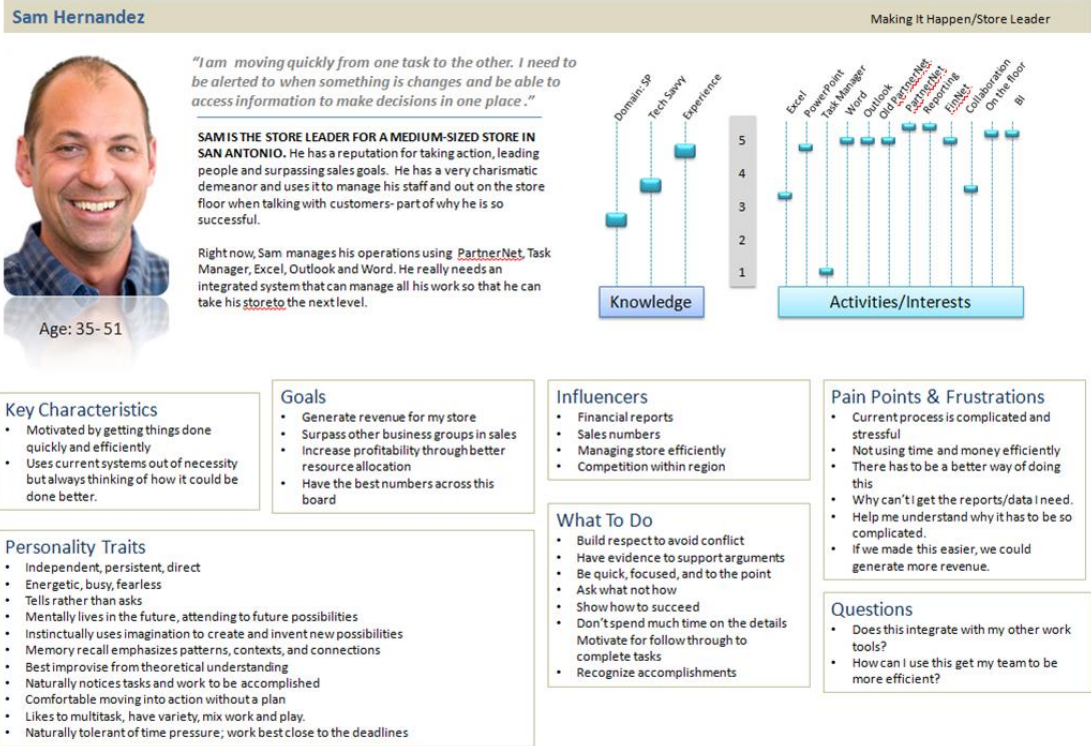 Sam Hernandez
Making It Happen/Store Leader
“I am moving quickly from one task to the other. I need to
be alerted to when something is changes and be able to
access information to make decisions in one place .”
SAM IS THE STORE LEADER FOR A MEDIUM-SIZED STORE IN
SAN ANTONIO. He has a reputation for taking action, leading
people and surpassing sales goals. He has a very charismatic
demeanor and uses it to manage his staff and out on the store
floor when talking with customers- part of why he is so
successful.
Right now, Sam manages his operations using PartnerNet, Task
Manager, Excel, Outlook and Word. He really needs an
integrated system that can manage all his work so that he can
take his storeto the next level.
Age: 35- 51
Domain: SP
Tech Savvy
Experience
Knowledge
5
4
3
2
1
Excel
PowerPoint
Task Manager
Word
Outlook
Old PartnerNet
PartnerNet
Reporting
FinNet
Collaboration
On the floor
BI
Activities/Interests
Key Characteristics
• Motivated by getting things done
quickly and efficiently
• Uses current systems out of necessity
but always thinking of how it could be
done better.
Goals
• Generate revenue for my store
• Surpass other business groups in sales
• Increase profitability through better
resource allocation
• Have the best numbers across this
board
Influencers
• Financial reports
• Sales numbers
• Managing store efficiently
• Competition within region
Pain Points & Frustrations
• Current process is complicated and
stressful
• Not using time and money efficiently
• There has to be a better way of doing
this
• Why can’t I get the reports/data I need.
• Help me understand why it has to be so
complicated.
• If we made this easier, we could
generate more revenue.
Personality Traits
• Independent, persistent, direct
• Energetic, busy, fearless
• Tells rather than asks
• Mentally lives in the future, attending to future possibilities
• Instinctually uses imagination to create and invent new possibilities
• Memory recall emphasizes patterns, contexts, and connections
• Best improvise from theoretical understanding
• Naturally notices tasks and work to be accomplished
• Comfortable moving into action without a plan
• Likes to multitask, have variety, mix work and play.
• Naturally tolerant of time pressure; work best close to the deadlines
What To Do
• Build respect to avoid conflict
• Have evidence to support arguments
• Be quick, focused, and to the point
• Ask what not how
• Show how to succeed
• Don’t spend much time on the details
Motivate for follow through to
complete tasks
• Recognize accomplishments
Questions
• Does this integrate with my other work
tools?
• How can I use this get my team to be
more efficient?